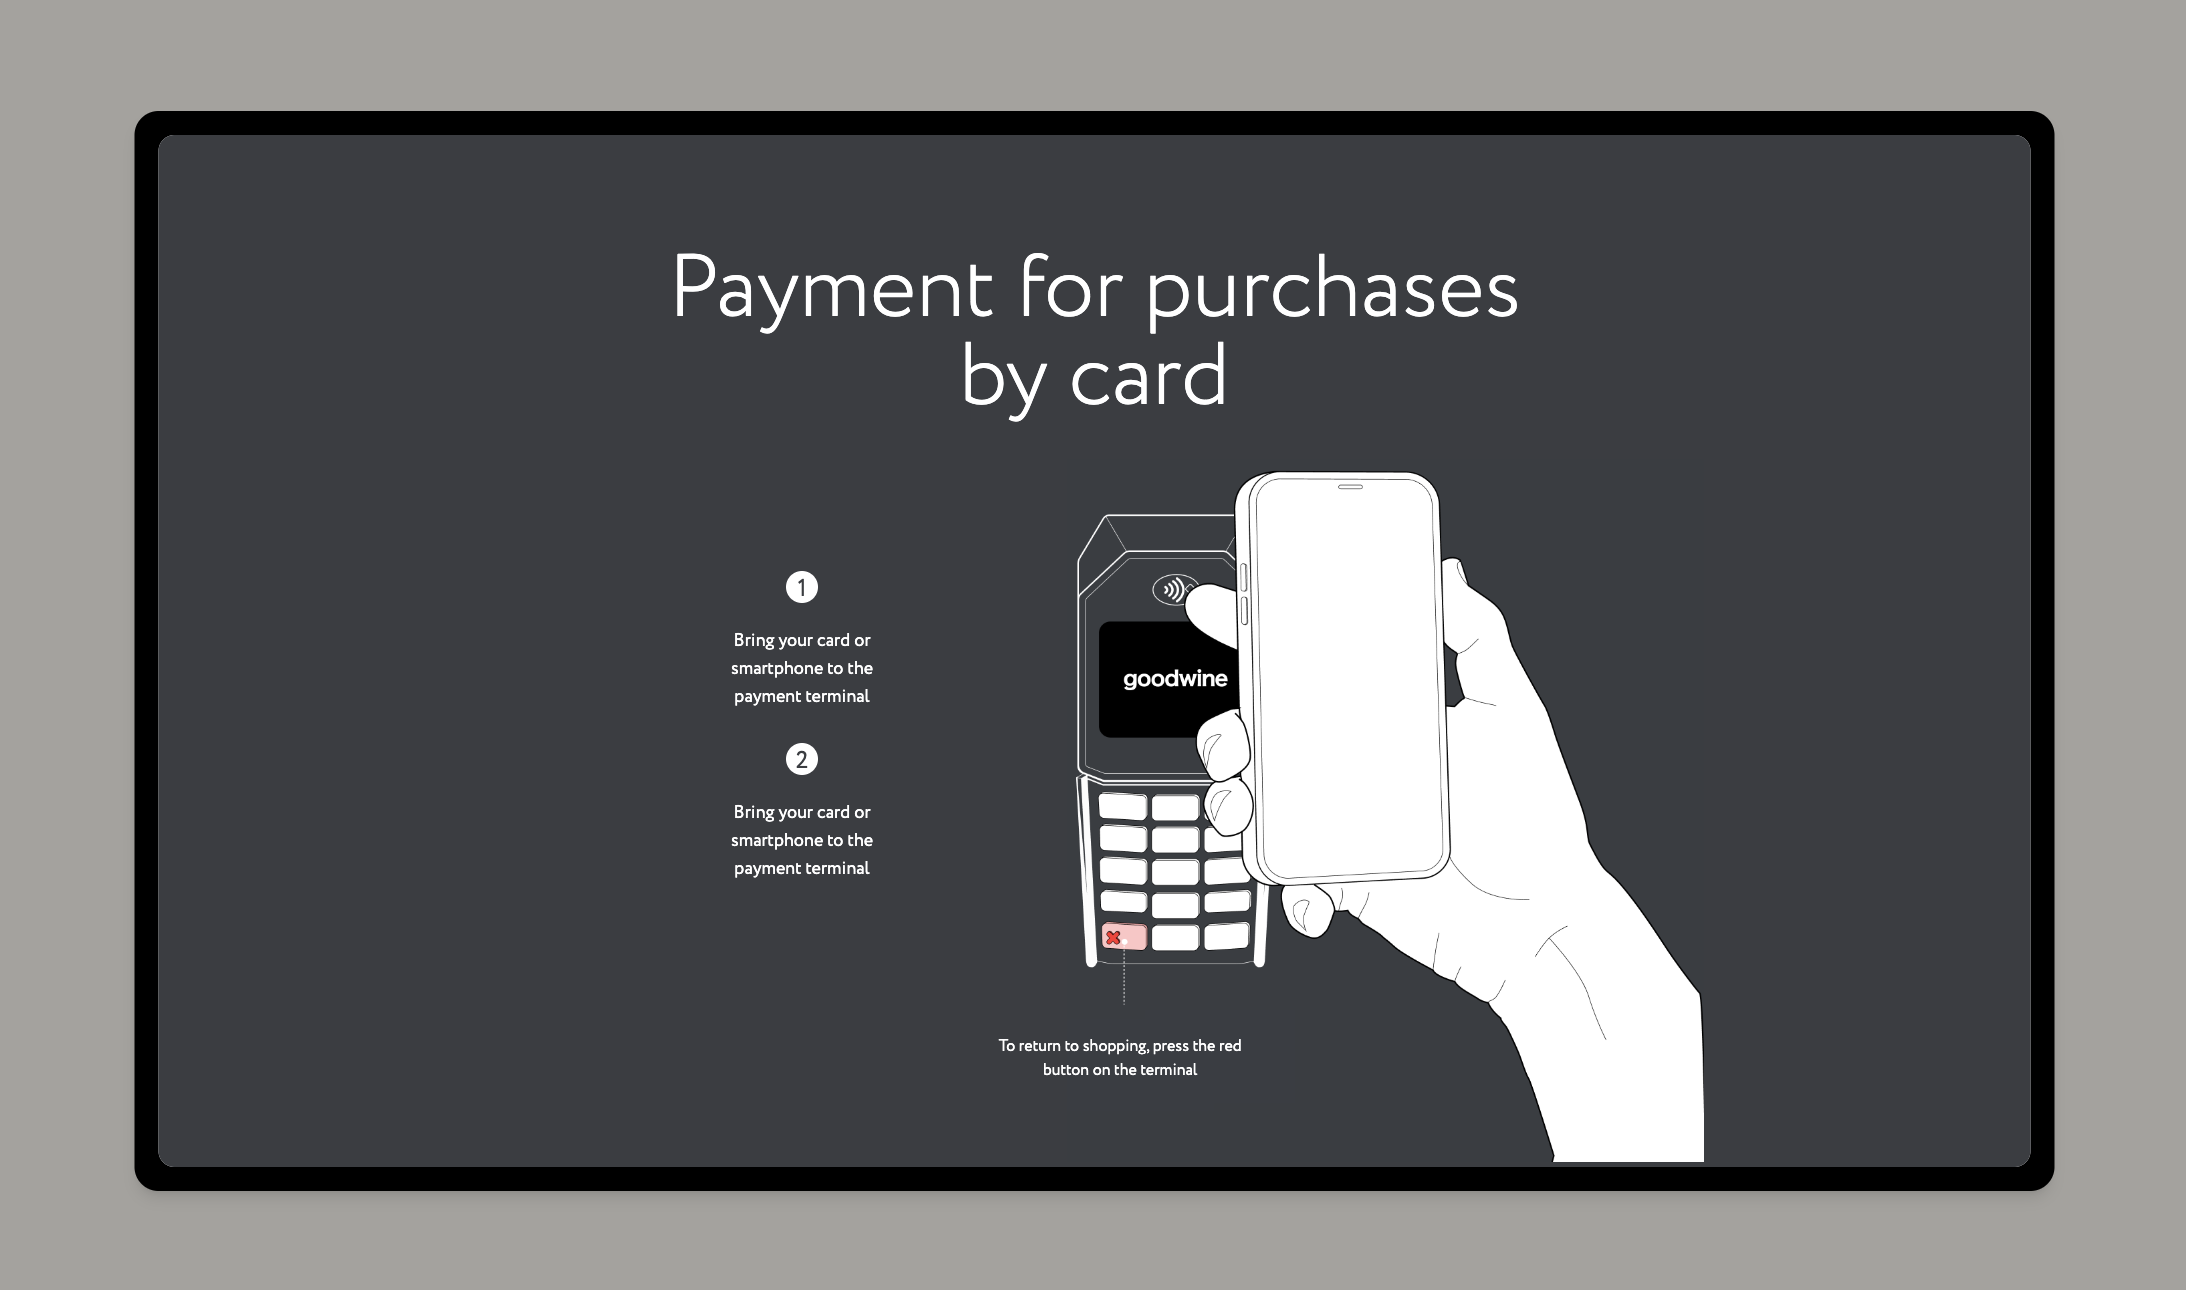 Payment for purchases
by card
1
Bring your card or
smartphone to the
payment terminal
2
Bring your card or
smartphone to the
payment terminal
goodwine
To return to shopping, press the red
button on the terminal